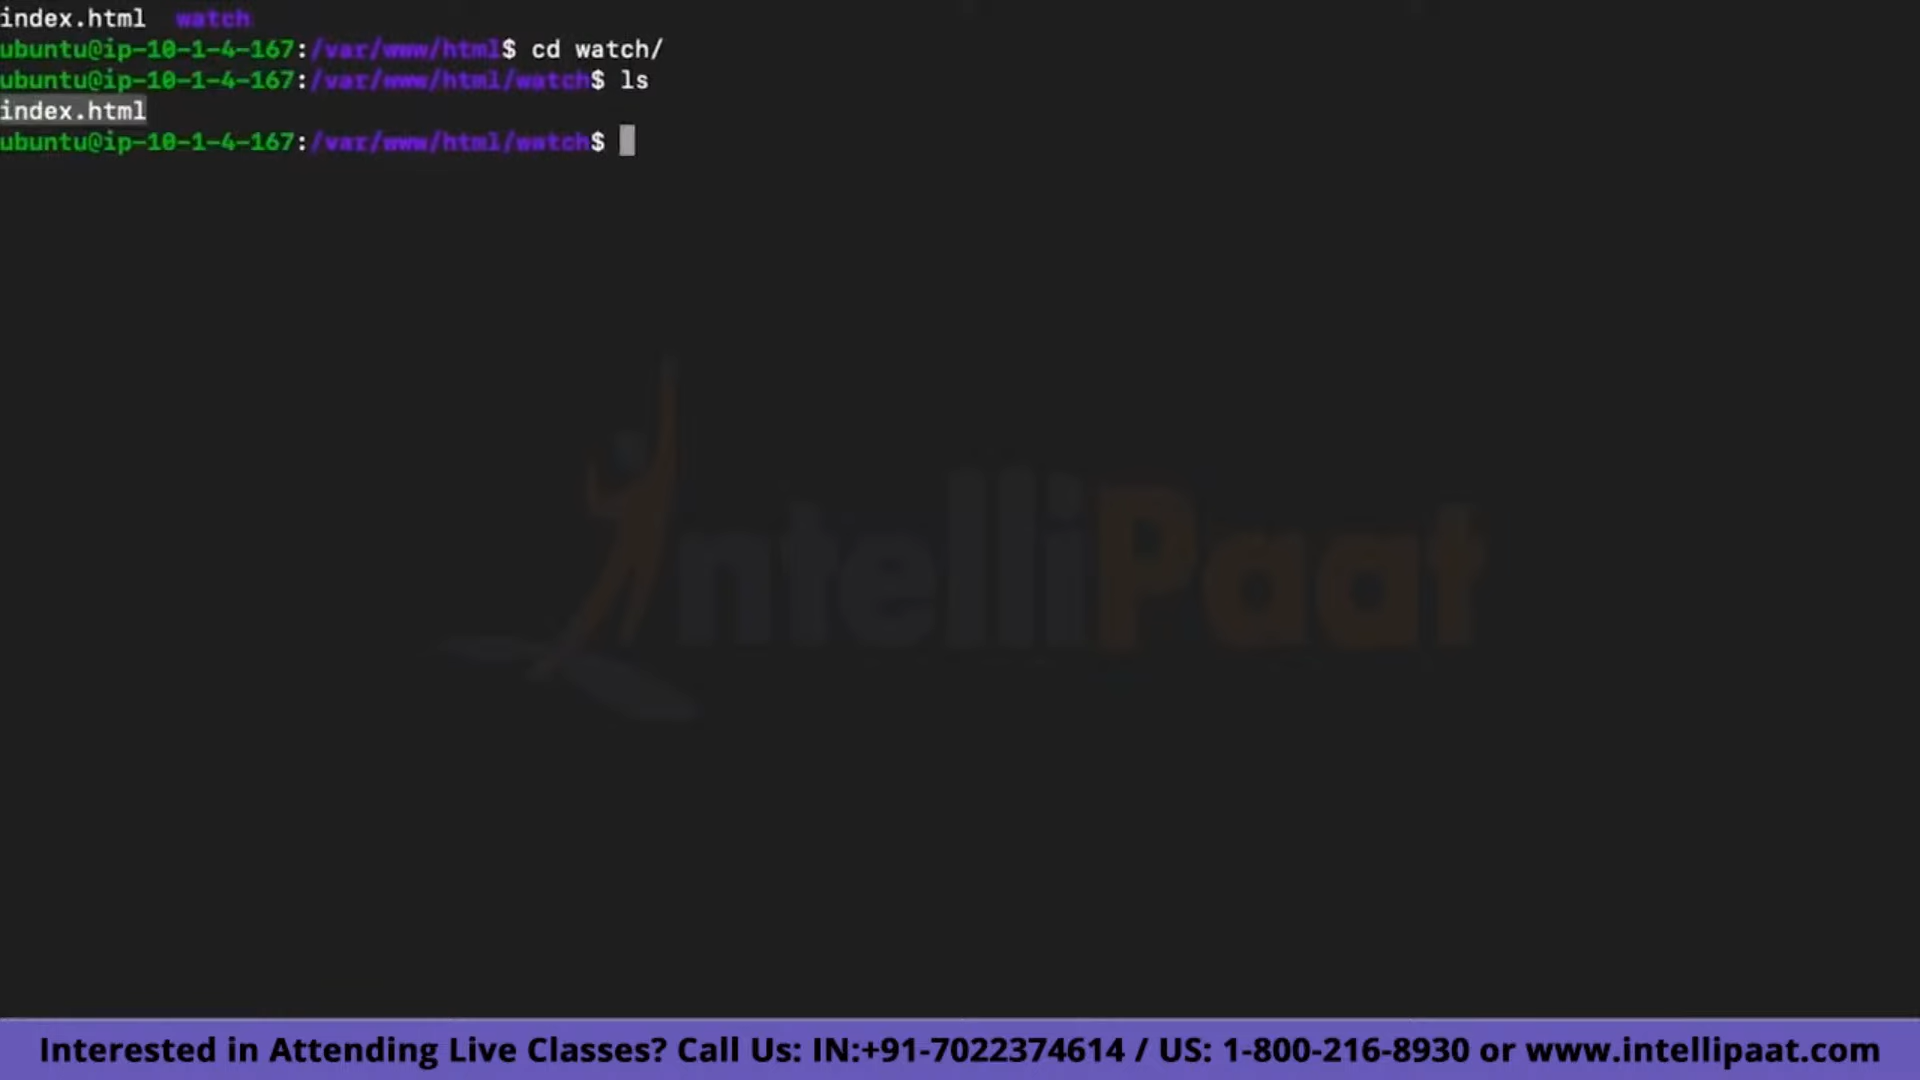 index.html  watch
ubuntu@ip-10-1-4-167:/var/www/html$ cd watch/
ubuntu@ip-10-1-4-167:/var/www/html/watch$ ls
index.html
ubuntu@ip-10-1-4-167:/var/www/html/watch$
IntelliPaat
Interested in Attending Live Classes? Call Us: IN:+91-7022374614 / US: 1-800-216-8930 or www.intellipaat.com